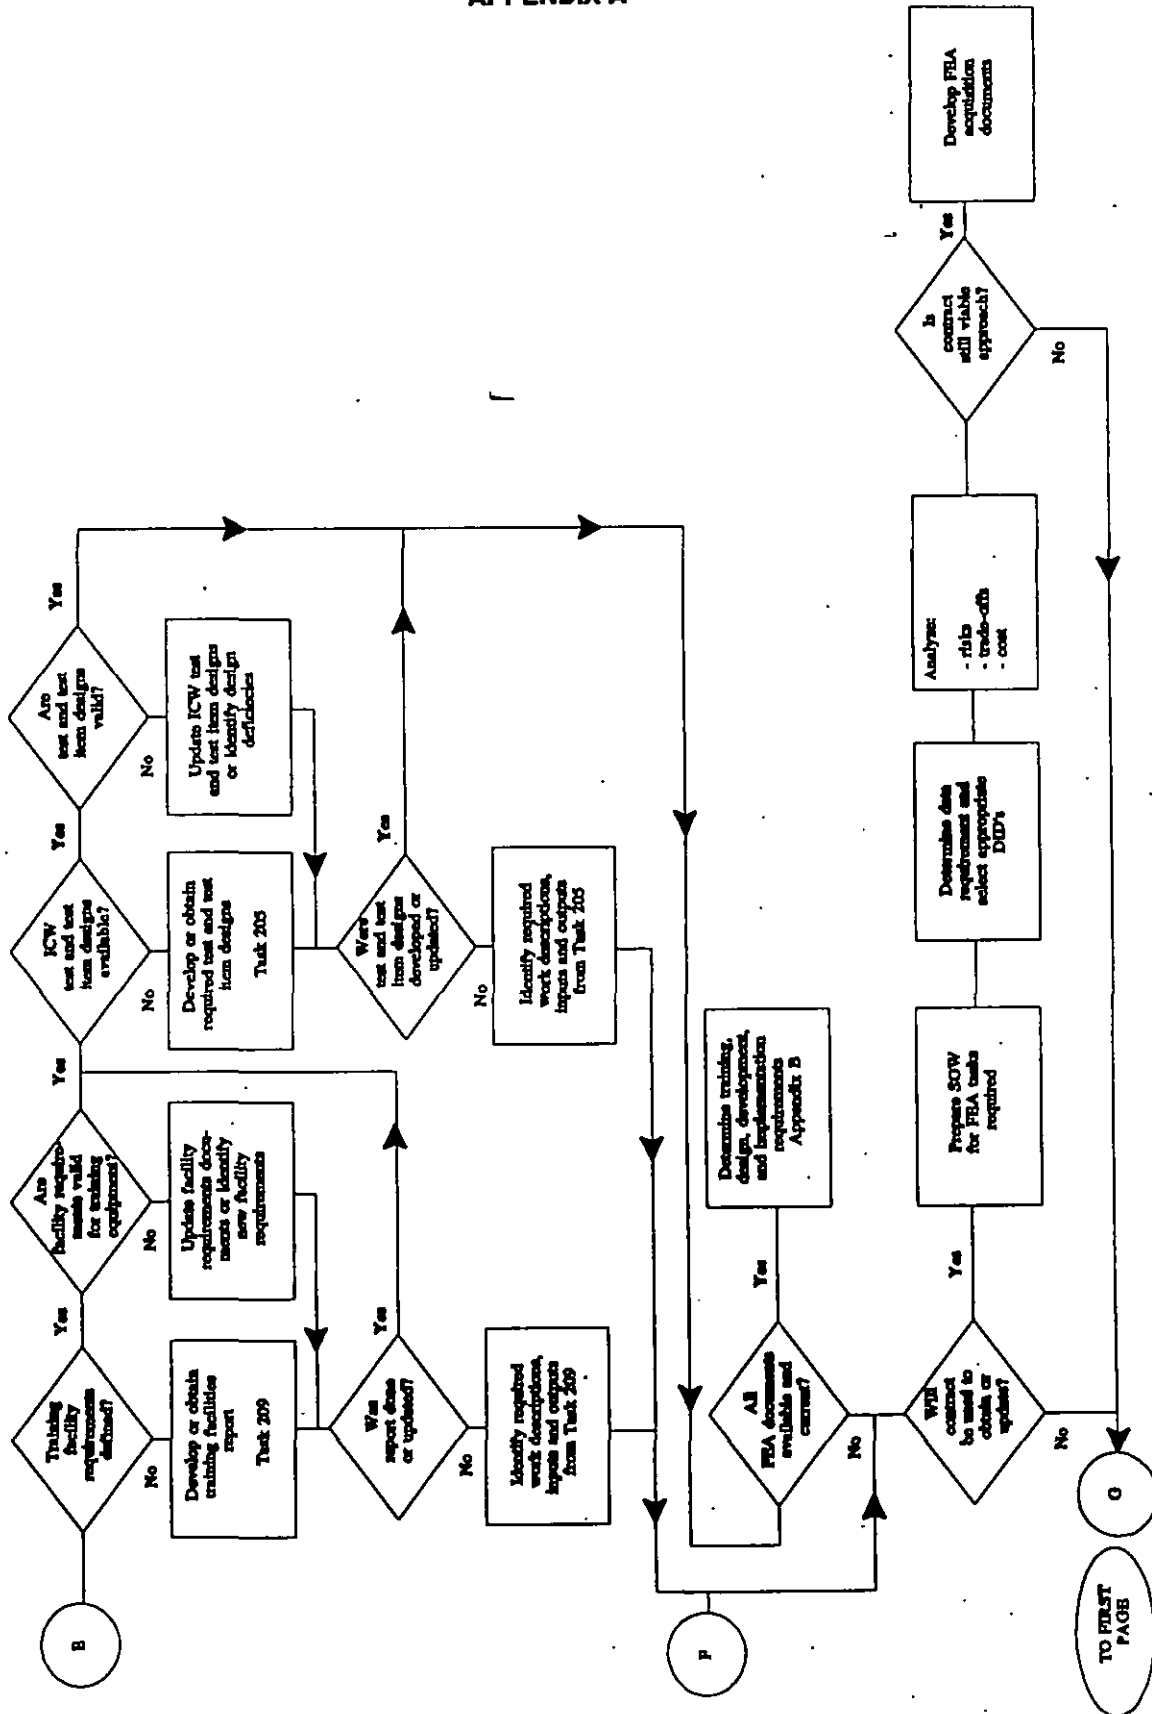 APPENDIX A
E
Training
facility
requirements
defined?
Yes
No
Are
facility require-
ments valid
for training
equipment?
Yes
No
ICW
test and test
item designs
available?
Yes
No
Are
test and test
item designs
valid?
Yes
No
Develop or obtain
training facilities
report
Task 209
Update facility
requirements docu-
ments or identify
new facility
requirements
Develop or obtain
required test and test
item designs
Task 205
Update ICW test
and test item designs
or identify design
deficiencies
Was
report done
or updated?
Yes
No
Were
test and test
item designs
developed or
updated?
Yes
No
Identify required
work descriptions,
inputs and outputs
from Task 209
Identify required
work descriptions,
inputs and outputs
from Task 205
F
All
FEA documents
available and
current?
Yes
No
Determine training,
design, development,
and implementation
requirements
Appendix B
Will
contract
be used to
obtain or
update?
Yes
No
Prepare SOW
for FEA tasks
required
Determine data
requirement and
select appropriate
DID's
Analyze:
- risks
- trade-offs
- cost
Is
contract
still viable
approach?
Yes
No
Develop FEA
acquisition
documents
G
TO FIRST
PAGE